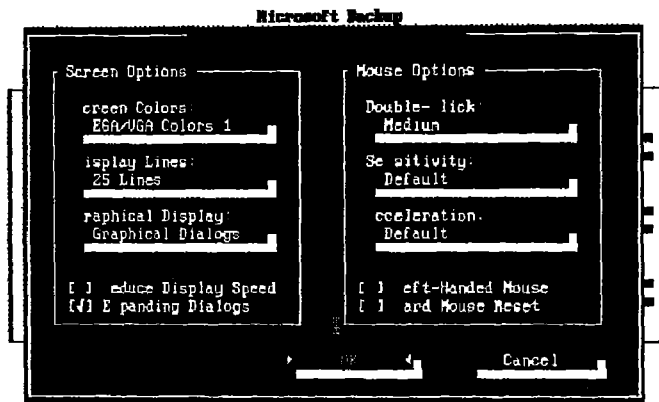 Microsoft Backup
Screen Options
creen Colors:
EGA/VGA Colors 1
isplay Lines:
25 Lines
raphical Display:
Graphical Dialogs
[ ] educe Display Speed
[√] E panding Dialogs
Mouse Options
Double- lick:
Medium
Se sitivity:
Default
cceleration:
Default
[ ] eft-Handed Mouse
[ ] ard Mouse Reset
OK
Cancel